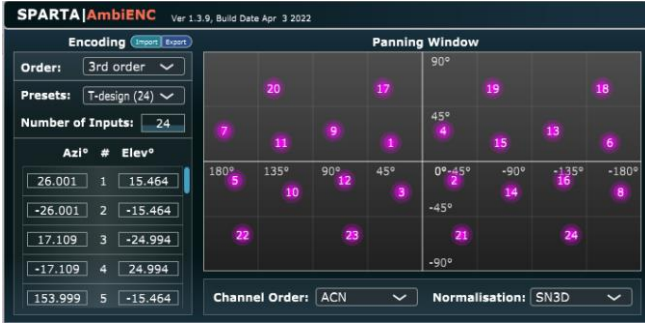 SPARTA|AmbiENC Ver 1.3.9, Build Date Apr 3 2022
Encoding Import Export
Order: 3rd order
Presets: T-design (24)
Number of Inputs: 24
Azi° # Elev°
26.001 1 15.464
-26.001 2 -15.464
17.109 3 -24.994
-17.109 4 24.994
153.999 5 -15.464
Panning Window
90°
20 17 19 18
45°
7 9 4 13
11 1 15 6
180° 135° 90° 45° 0° -45° -90° -135° -180°
5 12 2 16
10 3 14 8
-45°
22 23 21 24
-90°
Channel Order: ACN Normalisation: SN3D